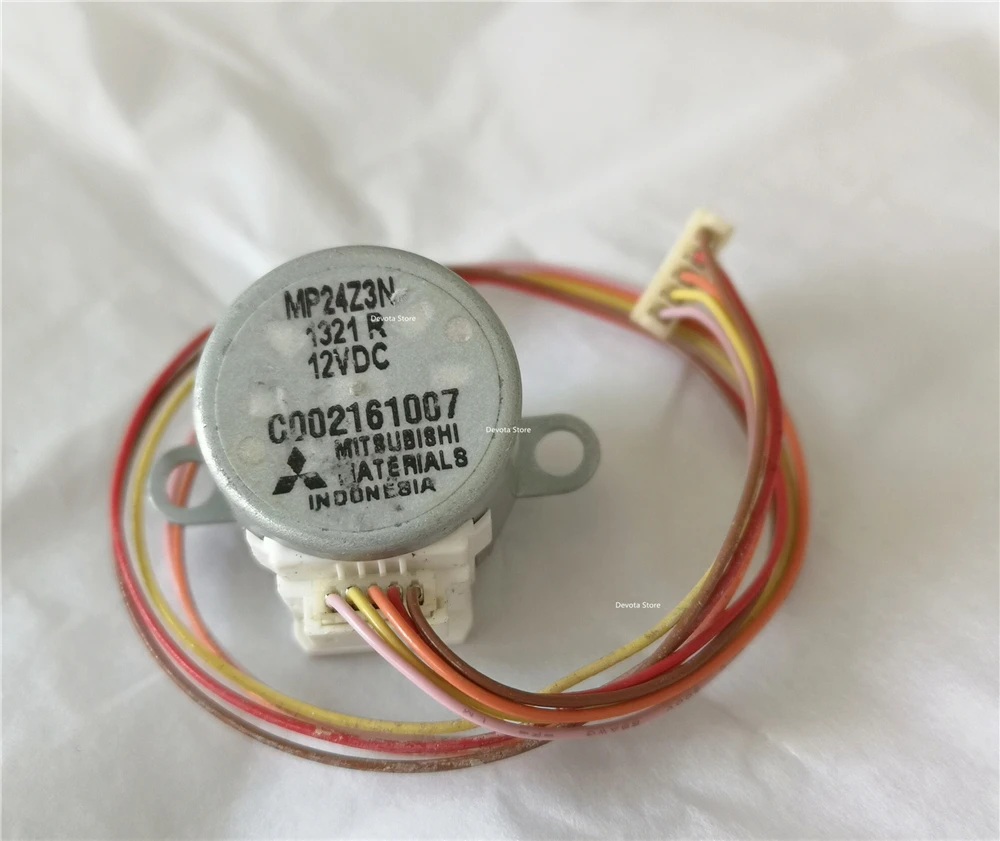 MP24Z3N
1321 R
12VDC
C002161007
MITSUBISHI
MATERIALS
INDONESIA
Devota Store
Devota Store
Devota Store